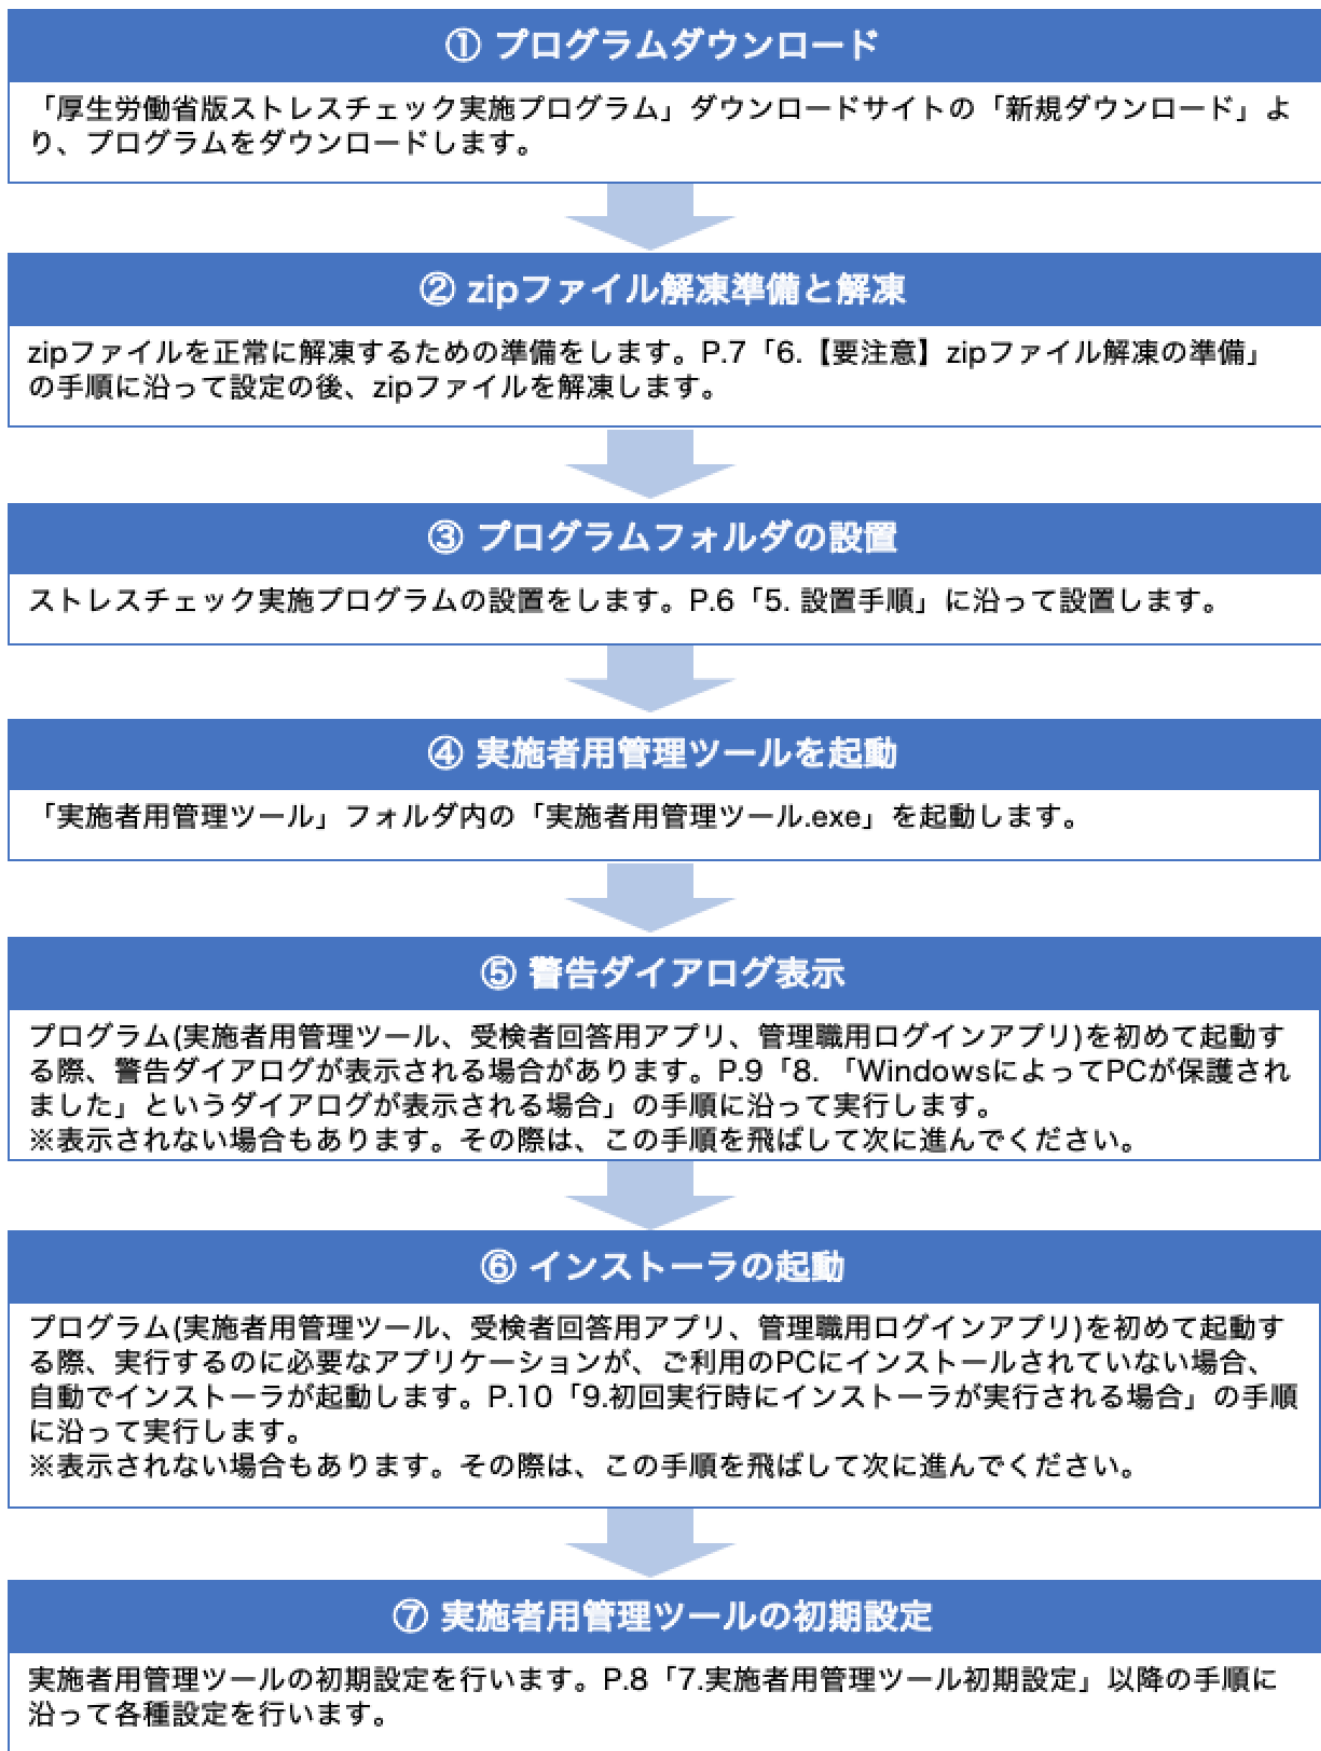 ① プログラムダウンロード
「厚生労働省版ストレスチェック実施プログラム」ダウンロードサイトの「新規ダウンロード」よ
り、プログラムをダウンロードします。
② zipファイル解凍準備と解凍
zipファイルを正常に解凍するための準備をします。P.7「6.【要注意】zipファイル解凍の準備」
の手順に沿って設定の後、zipファイルを解凍します。
③ プログラムフォルダの設置
ストレスチェック実施プログラムの設置をします。P.6「5. 設置手順」に沿って設置します。
④ 実施者用管理ツールを起動
「実施者用管理ツール」フォルダ内の「実施者用管理ツール.exe」を起動します。
⑤ 警告ダイアログ表示
プログラム(実施者用管理ツール、受検者回答用アプリ、管理職用ログインアプリ)を初めて起動す
る際、警告ダイアログが表示される場合があります。P.9「8. 「WindowsによってPCが保護され
ました」というダイアログが表示される場合」の手順に沿って実行します。
※表示されない場合もあります。その際は、この手順を飛ばして次に進んでください。
⑥ インストーラの起動
プログラム(実施者用管理ツール、受検者回答用アプリ、管理職用ログインアプリ)を初めて起動す
る際、実行するのに必要なアプリケーションが、ご利用のPCにインストールされていない場合、
自動でインストーラが起動します。P.10「9.初回実行時にインストーラが実行される場合」の手順
に沿って実行します。
※表示されない場合もあります。その際は、この手順を飛ばして次に進んでください。
⑦ 実施者用管理ツールの初期設定
実施者用管理ツールの初期設定を行います。P.8「7.実施者用管理ツール初期設定」以降の手順に
沿って各種設定を行います。